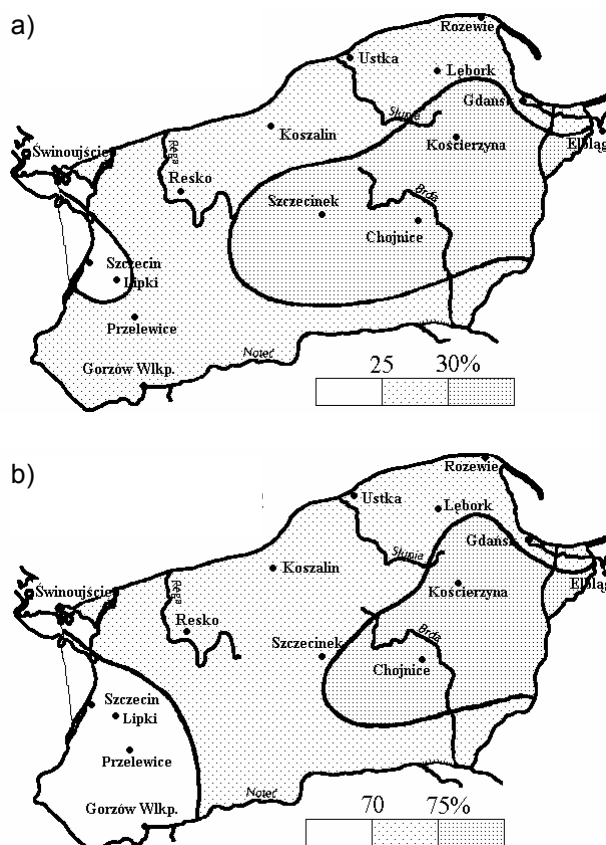 a)
Rozewie
Ustka
Lębork
Słupia
Gdańsk
Koszalin
Kościerzyna
Elbląg
Świnoujście
Rega
Resko
Szczecinek
Brda
Chojnice
Szczecin
Lipki
Przelewice
Noteć
Gorzów Wlkp.
25 30%
b)
Rozewie
Ustka
Lębork
Słupia
Gdańsk
Koszalin
Kościerzyna
Elbląg
Świnoujście
Rega
Resko
Szczecinek
Brda
Chojnice
Szczecin
Lipki
Przelewice
Noteć
Gorzów Wlkp.
70 75%